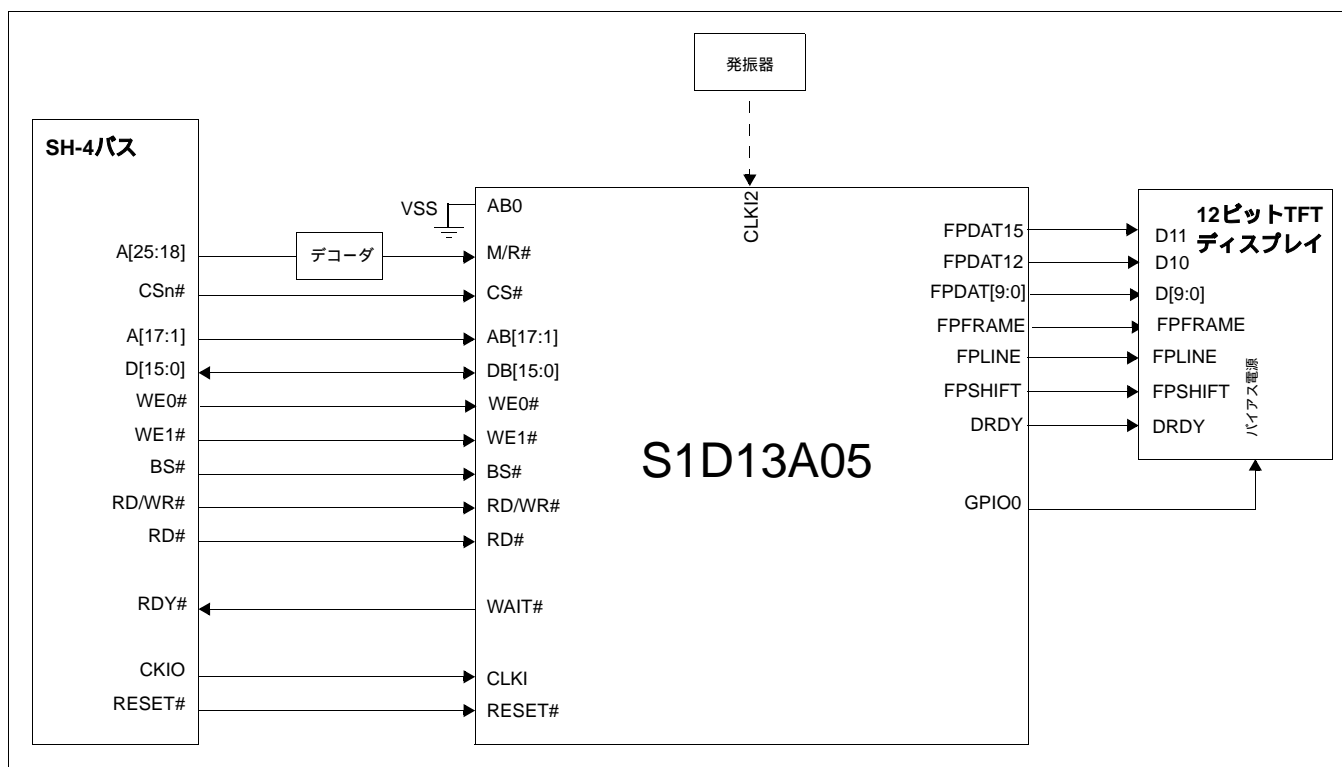 発振器
SH-4バス
A[25:18]
CSn#
A[17:1]
D[15:0]
WE0#
WE1#
BS#
RD/WR#
RD#
RDY#
CKIO
RESET#
VSS
デコーダ
AB0
M/R#
CS#
AB[17:1]
DB[15:0]
WE0#
WE1#
BS#
RD/WR#
RD#
WAIT#
CLKI
RESET#
CLKI2
S1D13A05
FPDAT15
FPDAT12
FPDAT[9:0]
FPFRAME
FPLINE
FPSHIFT
DRDY
GPIO0
12ビットTFT
ディスプレイ
D11
D10
D[9:0]
FPFRAME
FPLINE
FPSHIFT
DRDY
バイアス電源